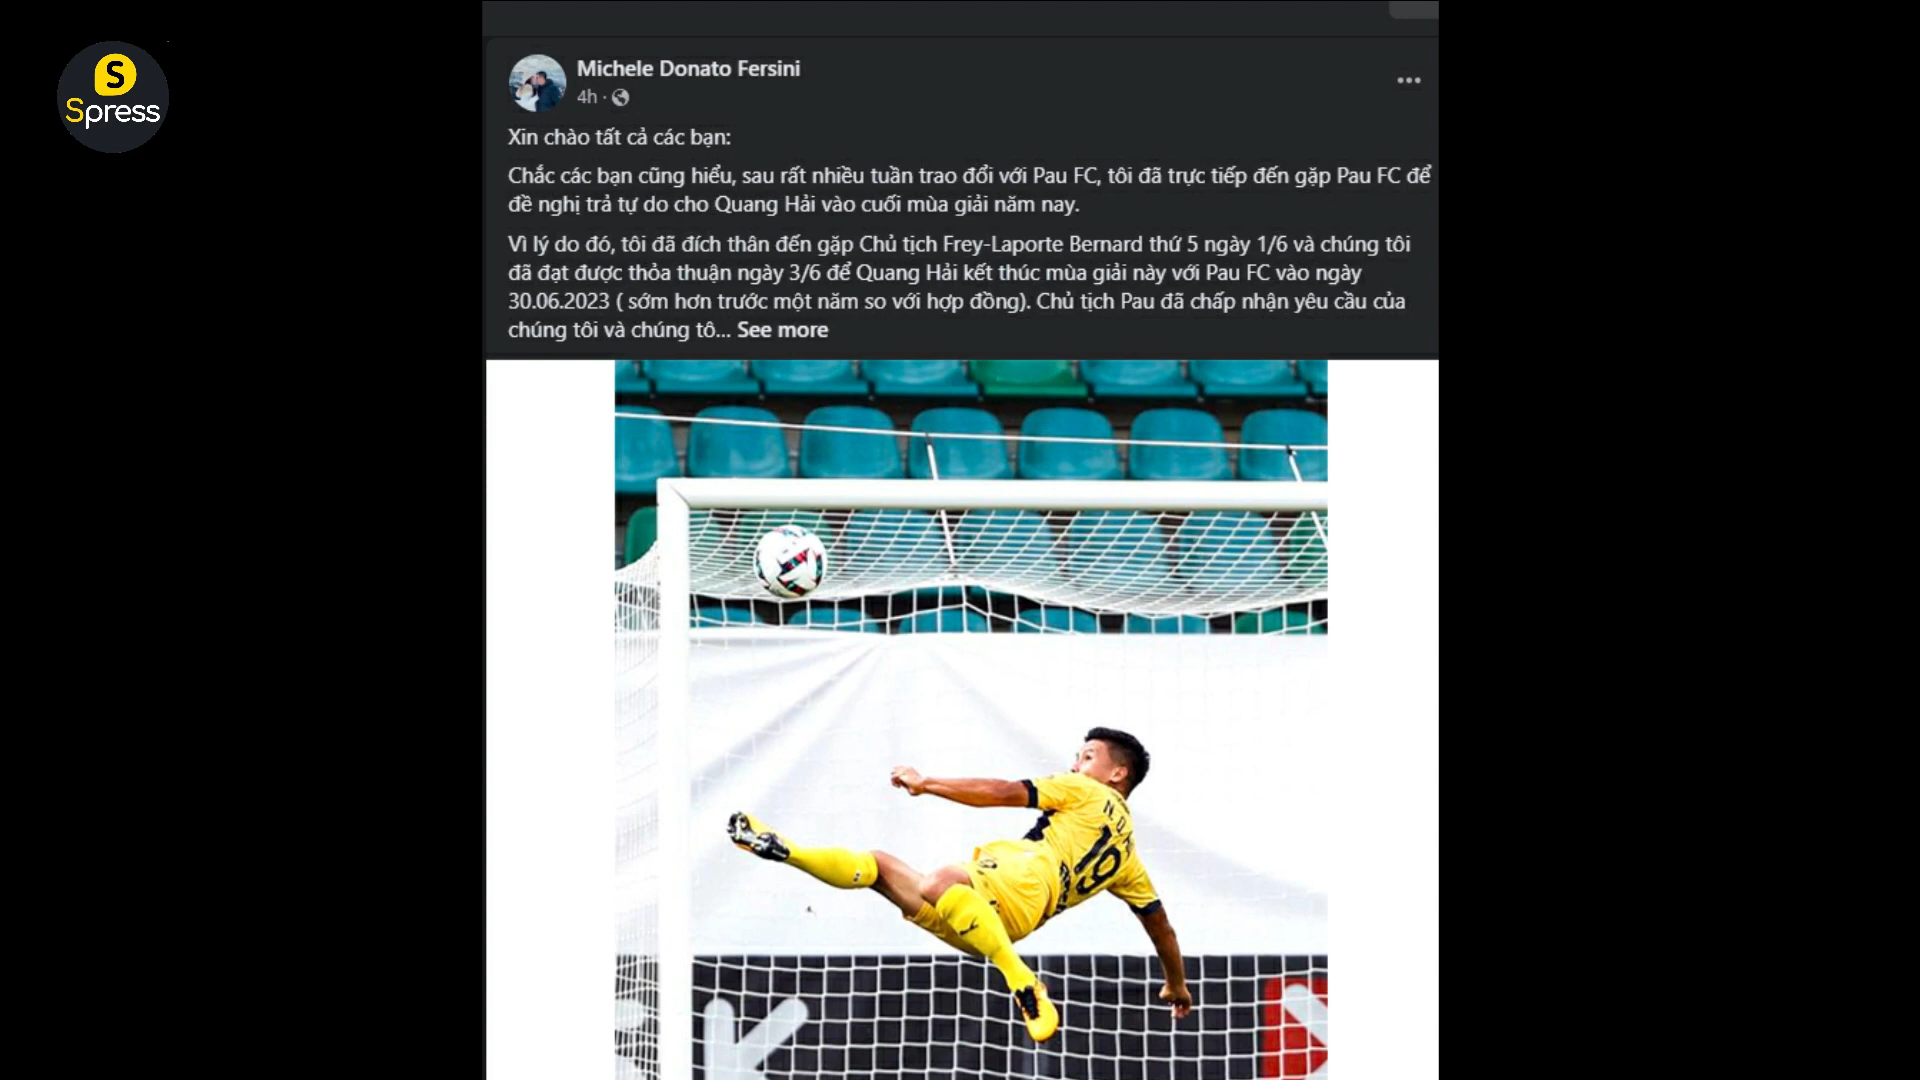 S
Spress
Michele Donato Fersini
4h ·
Xin chào tất cả các bạn:
Chắc các bạn cũng hiểu, sau rất nhiều tuần trao đổi với Pau FC, tôi đã trực tiếp đến gặp Pau FC để
đề nghị trả tự do cho Quang Hải vào cuối mùa giải năm nay.
Vì lý do đó, tôi đã đích thân đến gặp Chủ tịch Frey-Laporte Bernard thứ 5 ngày 1/6 và chúng tôi
đã đạt được thỏa thuận ngày 3/6 để Quang Hải kết thúc mùa giải này với Pau FC vào ngày
30.06.2023 ( sớm hơn trước một năm so với hợp đồng). Chủ tịch Pau đã chấp nhận yêu cầu của
chúng tôi và chúng tô... See more
19